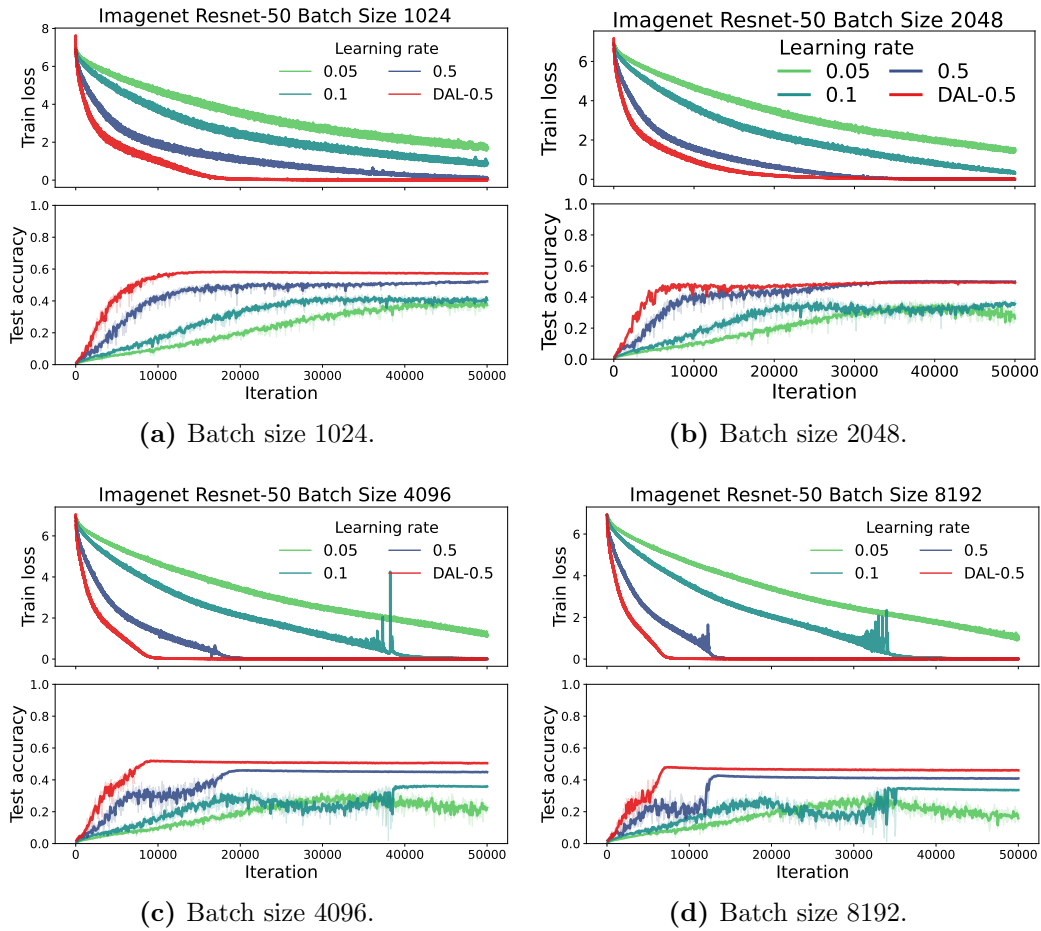 Imagenet Resnet-50 Batch Size 1024
Learning rate
0.05 0.5
0.1 DAL-0.5
Train loss
8
6
4
2
0
Test accuracy
1.0
0.8
0.6
0.4
0.2
0.0
0 10000 20000 30000 40000 50000
Iteration
(a) Batch size 1024.
Imagenet Resnet-50 Batch Size 2048
Learning rate
0.05 0.5
0.1 DAL-0.5
Train loss
6
4
2
0
Test accuracy
1.0
0.8
0.6
0.4
0.2
0.0
0 10000 20000 30000 40000 50000
Iteration
(b) Batch size 2048.
Imagenet Resnet-50 Batch Size 4096
Learning rate
0.05 0.5
0.1 DAL-0.5
Train loss
6
4
2
0
Test accuracy
1.0
0.8
0.6
0.4
0.2
0.0
0 10000 20000 30000 40000 50000
Iteration
(c) Batch size 4096.
Imagenet Resnet-50 Batch Size 8192
Learning rate
0.05 0.5
0.1 DAL-0.5
Train loss
6
4
2
0
Test accuracy
1.0
0.8
0.6
0.4
0.2
0.0
0 10000 20000 30000 40000 50000
Iteration
(d) Batch size 8192.